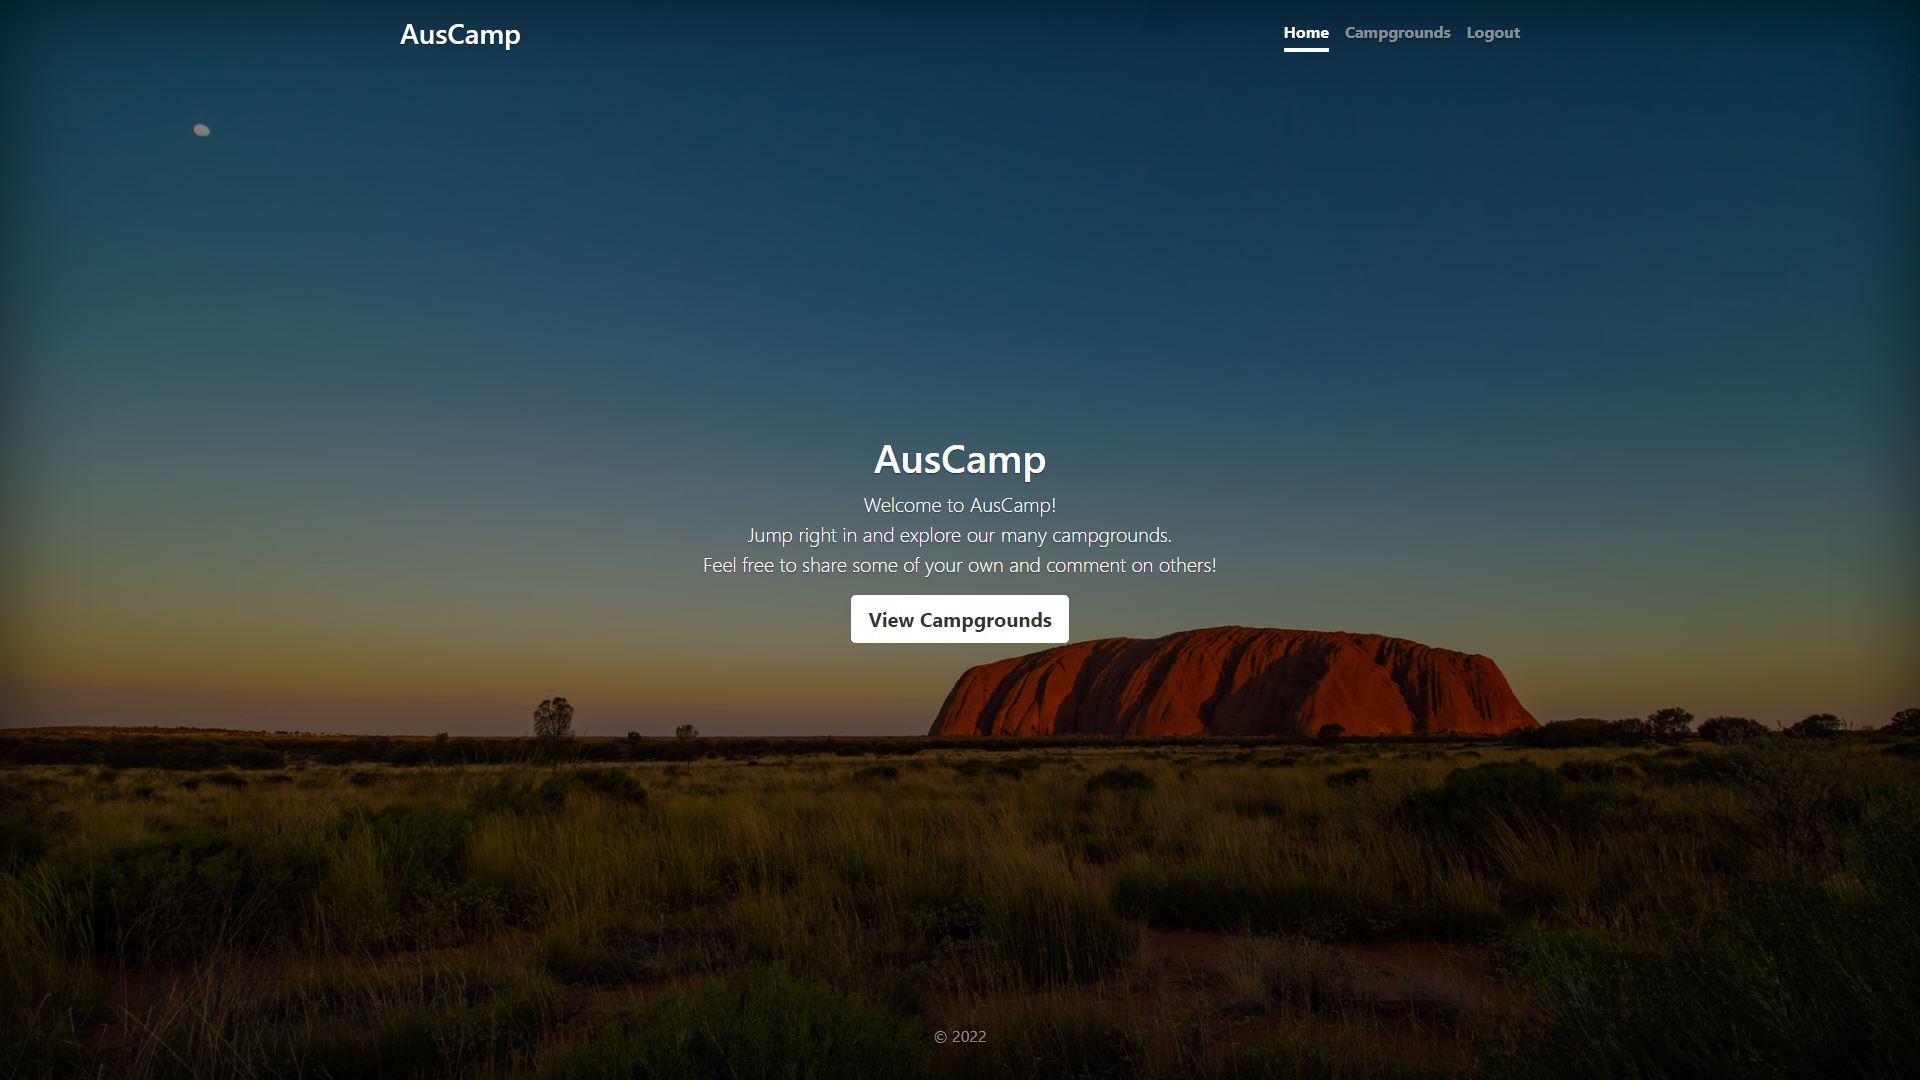 AusCamp
Home Campgrounds Logout
AusCamp
Welcome to AusCamp!
Jump right in and explore our many campgrounds.
Feel free to share some of your own and comment on others!
View Campgrounds
© 2022